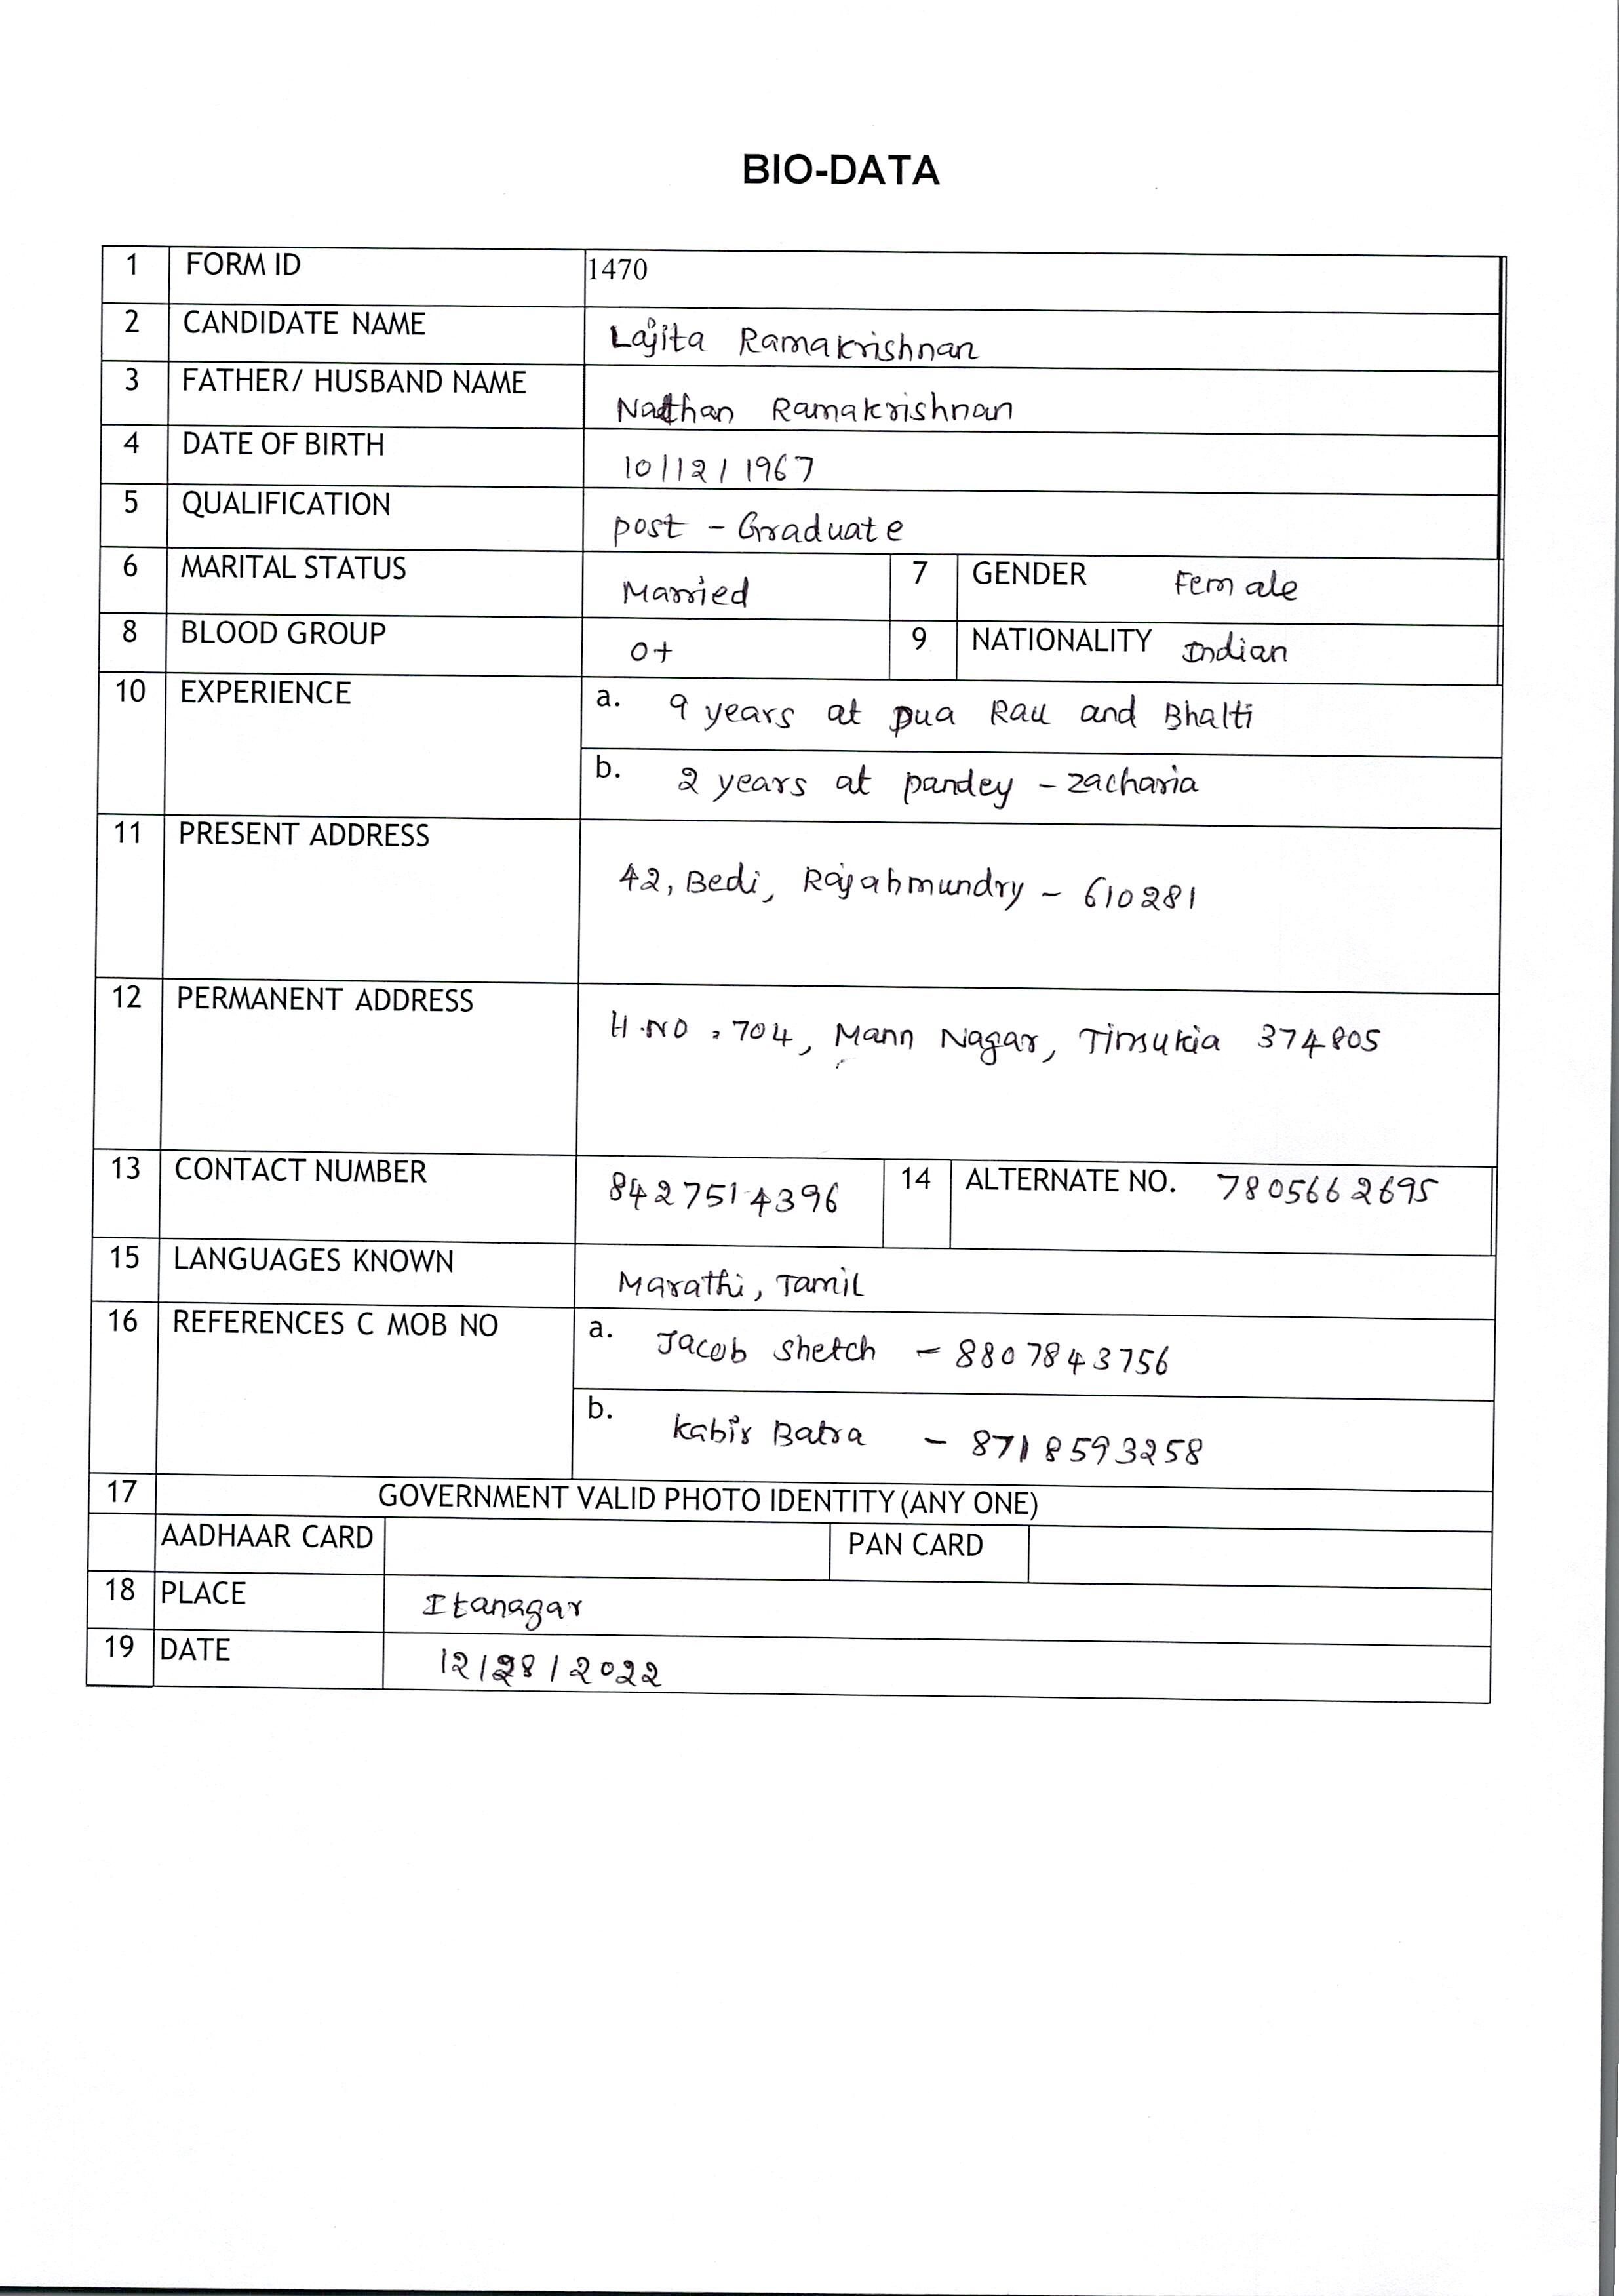 BIO-DATA
1 FORM ID 1470
2 CANDIDATE NAME Lajita Ramakrishnan
3 FATHER/ HUSBAND NAME Nathan Ramakrishnan
4 DATE OF BIRTH 10/12/1967
5 QUALIFICATION post - Graduate
6 MARITAL STATUS Married 7 GENDER Female
8 BLOOD GROUP O+ 9 NATIONALITY Indian
10 EXPERIENCE a. 9 years at Dua Rau and Bhalti
b. 2 years at pandey - zacharia
11 PRESENT ADDRESS
42, Bedi, Rajahmundry - 610281
12 PERMANENT ADDRESS
H.NO. 704, Mann Nagar, Tinsukia 374805
13 CONTACT NUMBER 8427514396 14 ALTERNATE NO. 7805662695
15 LANGUAGES KNOWN Marathi, Tamil
16 REFERENCES C MOB NO a. Jacob Shetch - 8807843756
b. Kabir Batra - 8718593258
17 GOVERNMENT VALID PHOTO IDENTITY (ANY ONE)
AADHAAR CARD PAN CARD
18 PLACE Itanagar
19 DATE 12/28/2022